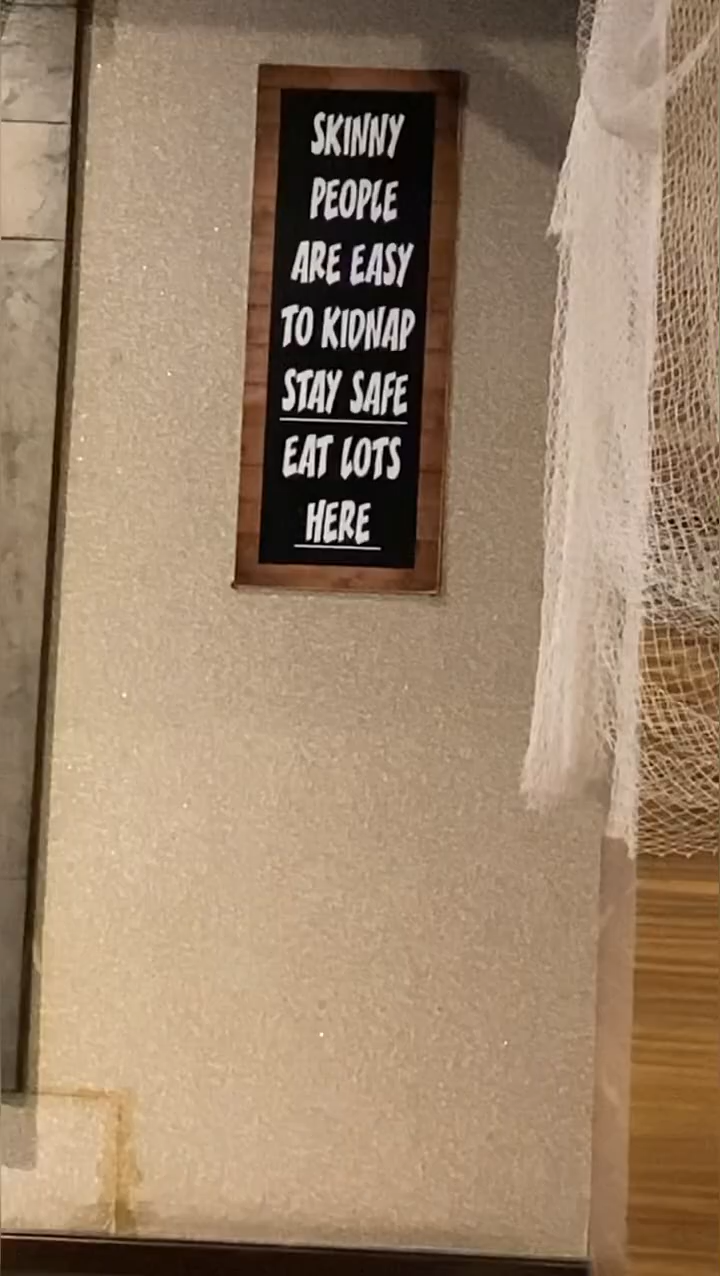 SKINNY
PEOPLE
ARE EASY
TO KIDNAP
STAY SAFE
EAT LOTS
HERE